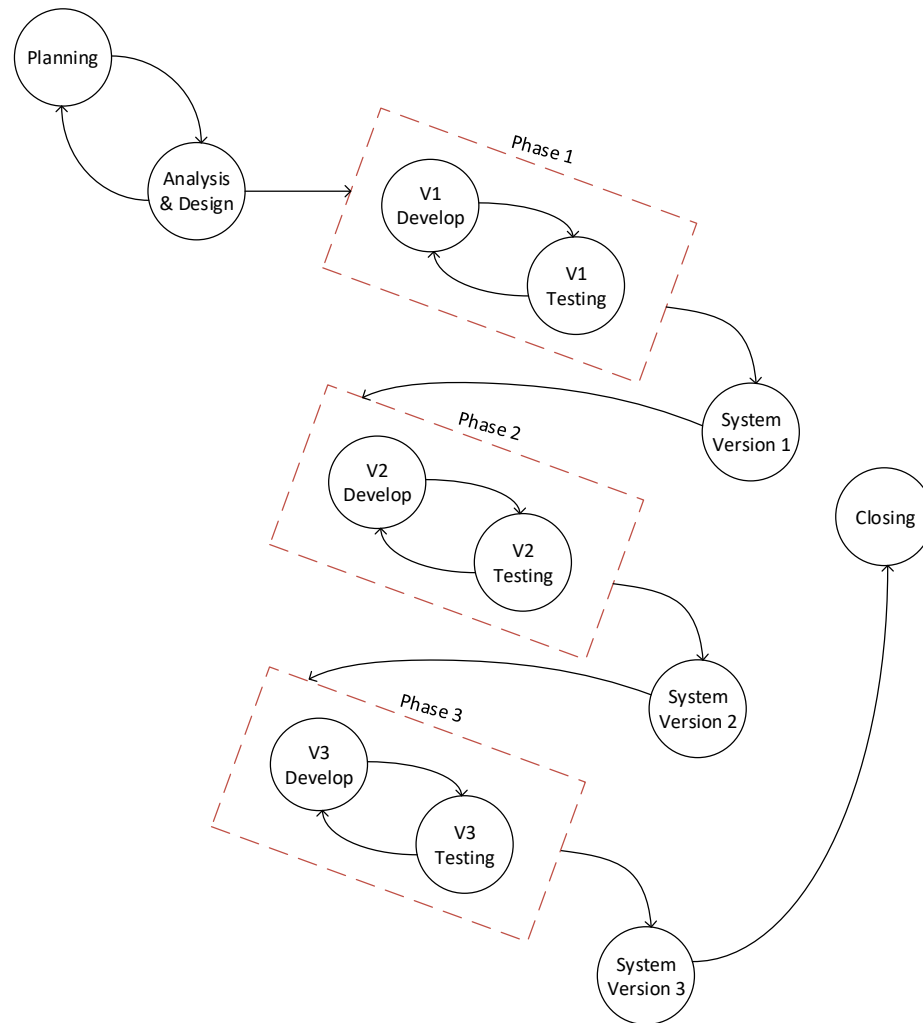 Planning
Analysis
& Design
Phase 1
V1
Develop
V1
Testing
System
Version 1
Phase 2
V2
Develop
V2
Testing
Closing
System
Version 2
Phase 3
V3
Develop
V3
Testing
System
Version 3